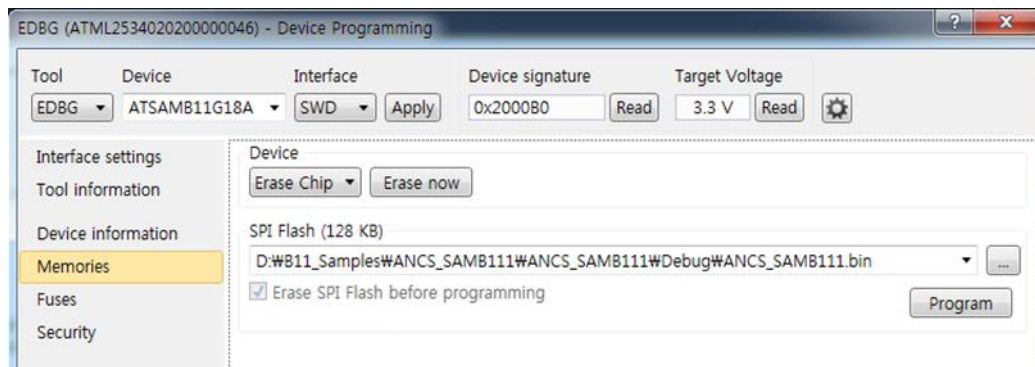 EDBG (ATML2534020200000046) - Device Programming
Tool Device Interface Device signature Target Voltage
EDBG ATSAMB11G18A SWD Apply 0x2000B0 Read 3.3 V Read
Interface settings
Tool information
Device information
Memories
Fuses
Security
Device
Erase Chip Erase now
SPI Flash (128 KB)
D:₩B11_Samples₩ANCS_SAMB111₩ANCS_SAMB111₩Debug₩ANCS_SAMB111.bin ...
Erase SPI Flash before programming
Program